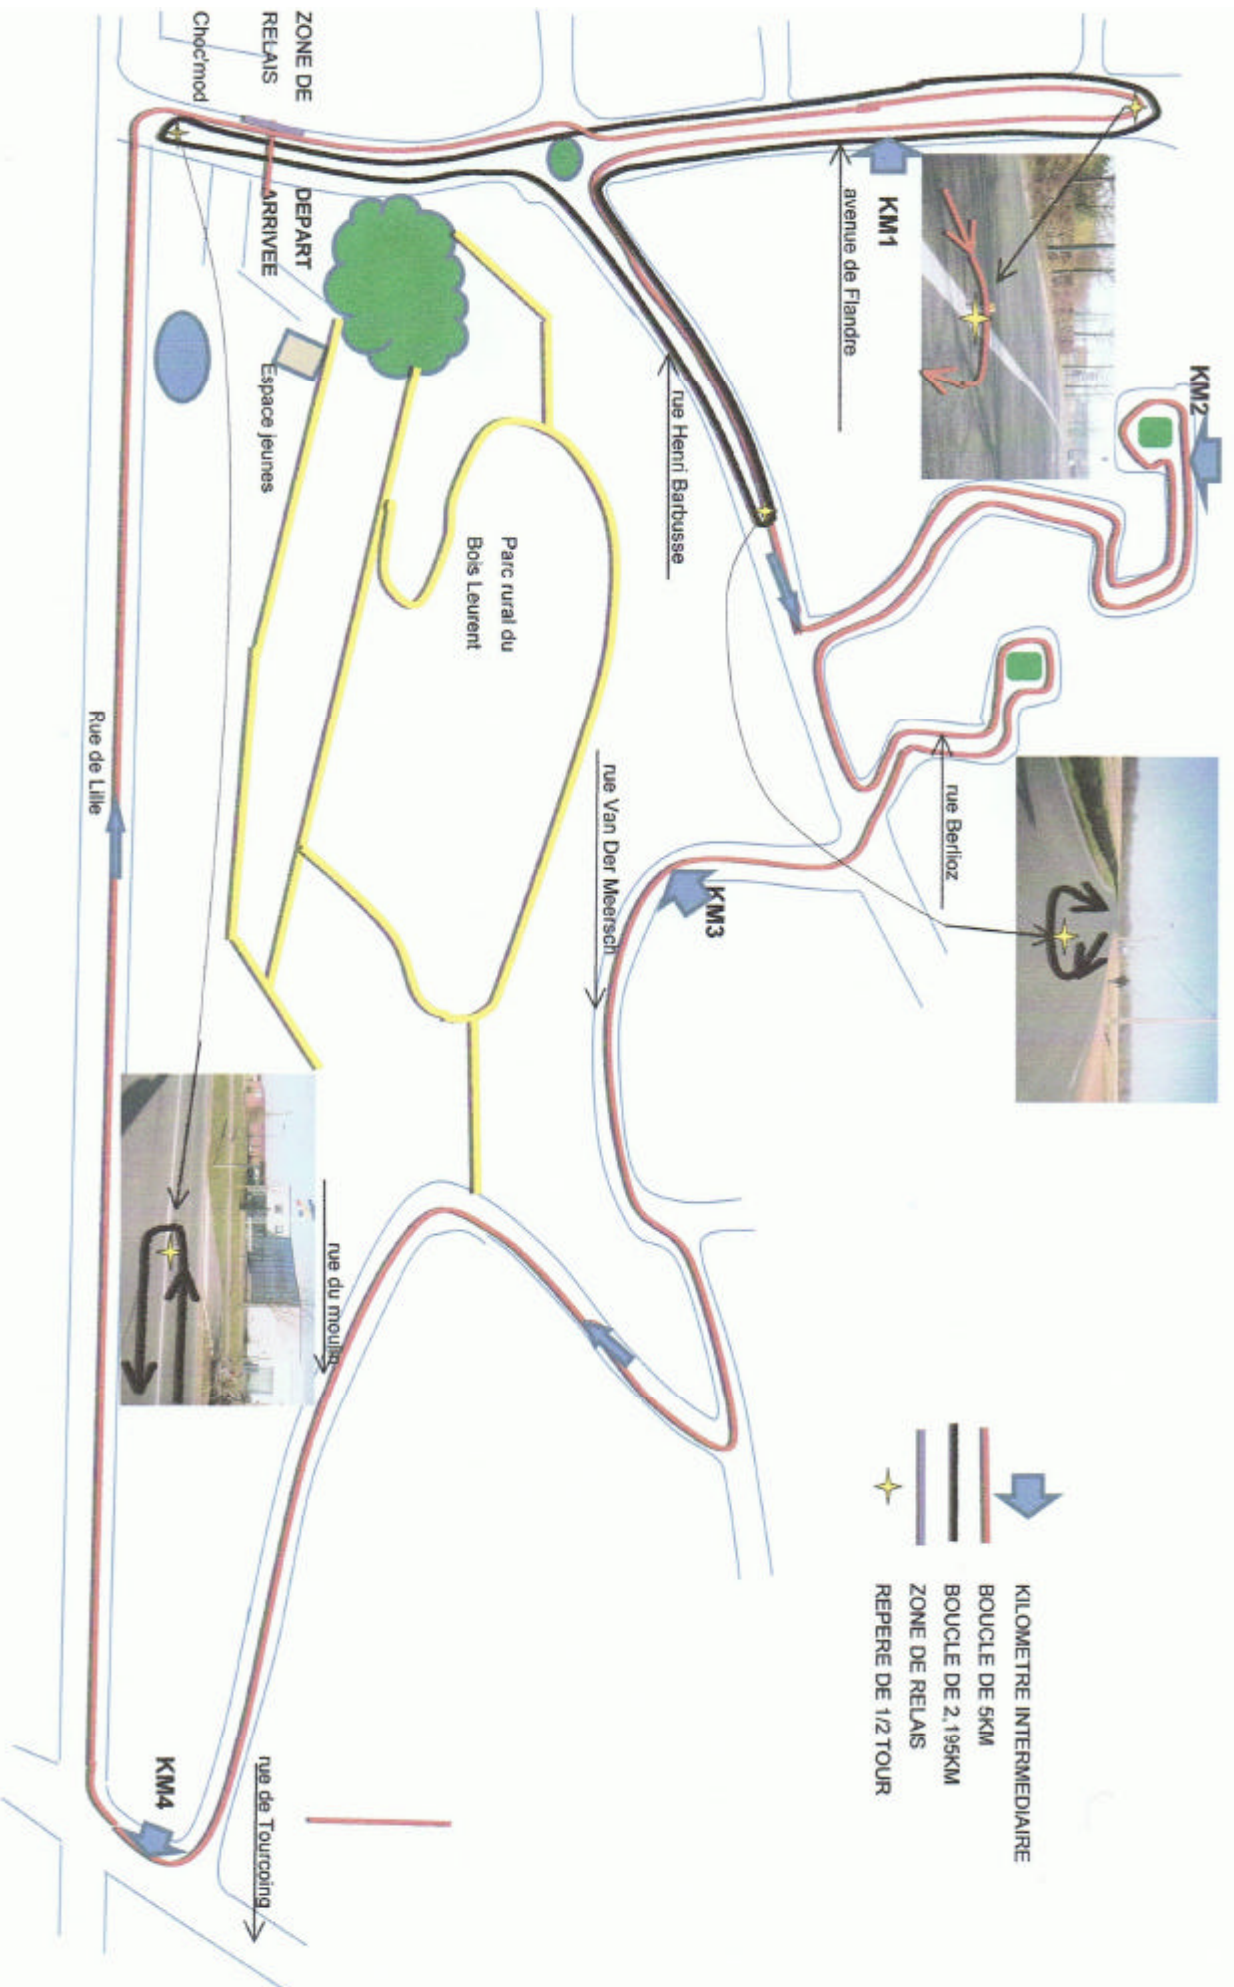 KILOMETRE INTERMEDIAIRE
BOUCLE DE 5KM
BOUCLE DE 2,195KM
ZONE DE RELAIS
REPERE DE 1/2 TOUR
KM2
KM1
avenue de Flandre
rue Henri Barbusse
rue Berlioz
KM3
rue Van Der Meersch
Parc rural du
Bois Leurent
ZONE DE
RELAIS
Choc'mod
DEPART
ARRIVEE
Espace jeunes
rue du moulin
rue de Tourcoing
KM4
Rue de Lille